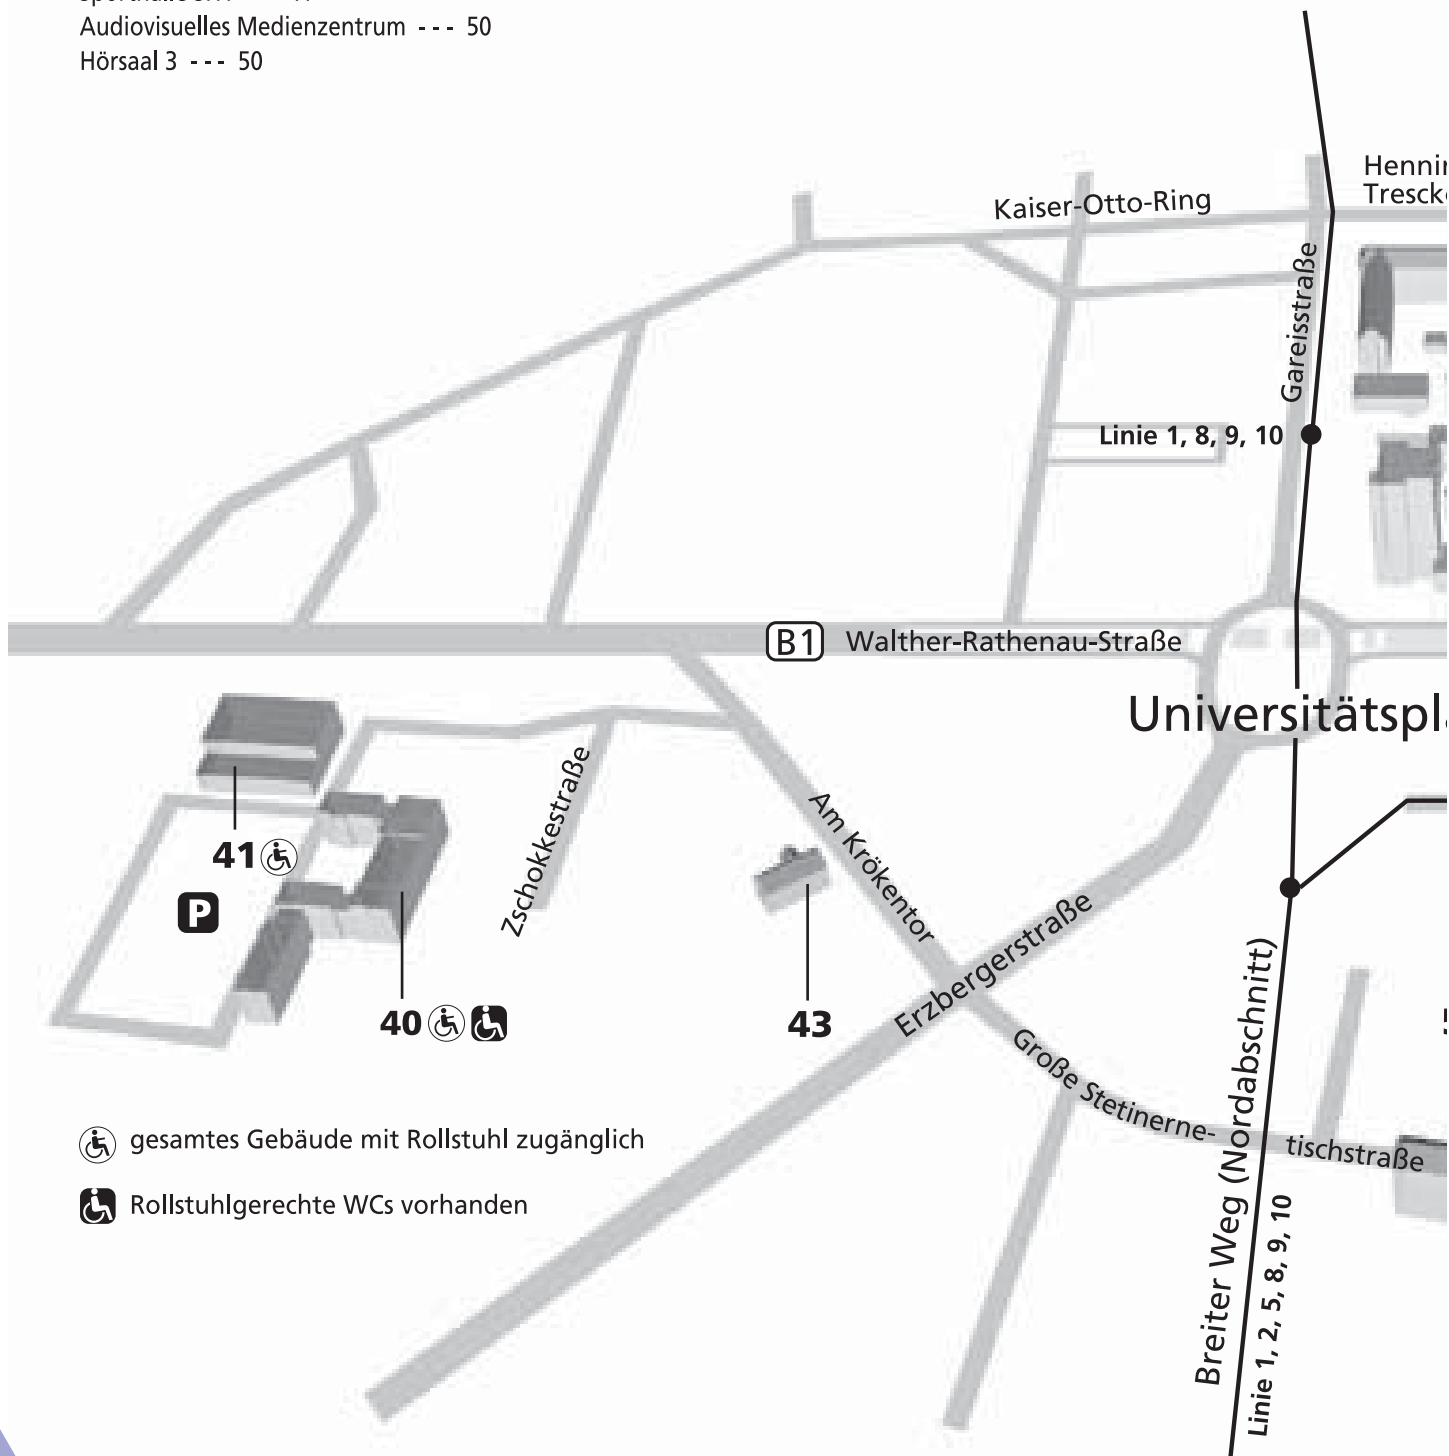 Audiovisuelles Medienzentrum --- 50
Hörsaal 3 --- 50
Kaiser-Otto-Ring
Gareisstraße
Linie 1, 8, 9, 10
B1
Walther-Rathenau-Straße
Zschokkestraße
Am Krökentor
41
P
40
43
Erzbergerstraße
Große Stetinerne-
tischstraße
Breiter Weg (Nordabschnitt)
Linie 1, 2, 5, 8, 9, 10
gesamtes Gebäude mit Rollstuhl zugänglich
Rollstuhlgerechte WCs vorhanden